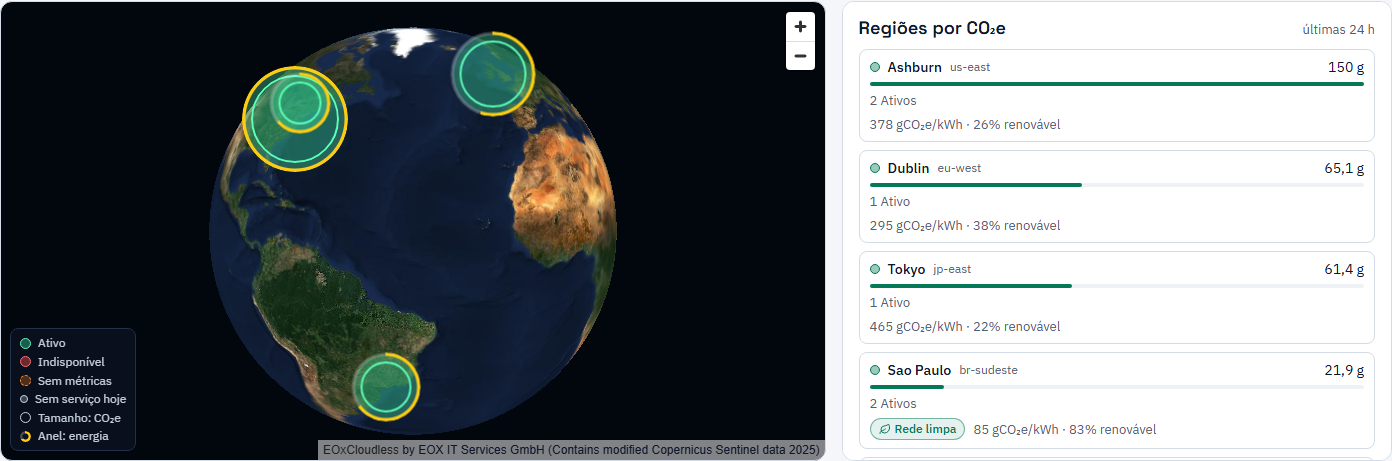 +
−
Ativo
Indisponível
Sem métricas
Sem serviço hoje
Tamanho: CO₂e
Anel: energia
EOxCloudless by EOX IT Services GmbH (Contains modified Copernicus Sentinel data 2025)
Regiões por CO₂e últimas 24 h
Ashburn us-east 150 g
2 Ativos
378 gCO₂e/kWh · 26% renovável
Dublin eu-west 65,1 g
1 Ativo
295 gCO₂e/kWh · 38% renovável
Tokyo jp-east 61,4 g
1 Ativo
465 gCO₂e/kWh · 22% renovável
Sao Paulo br-sudeste 21,9 g
2 Ativos
Rede limpa 85 gCO₂e/kWh · 83% renovável